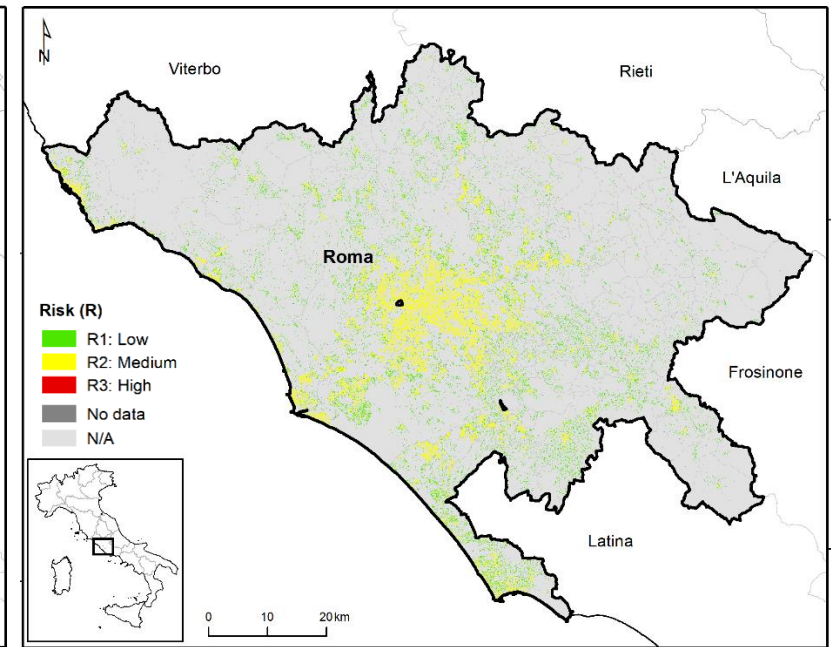 N
Viterbo
Rieti
L'Aquila
Roma
Risk (R)
R1: Low
R2: Medium
R3: High
No data
N/A
Frosinone
Latina
0 10 20 km